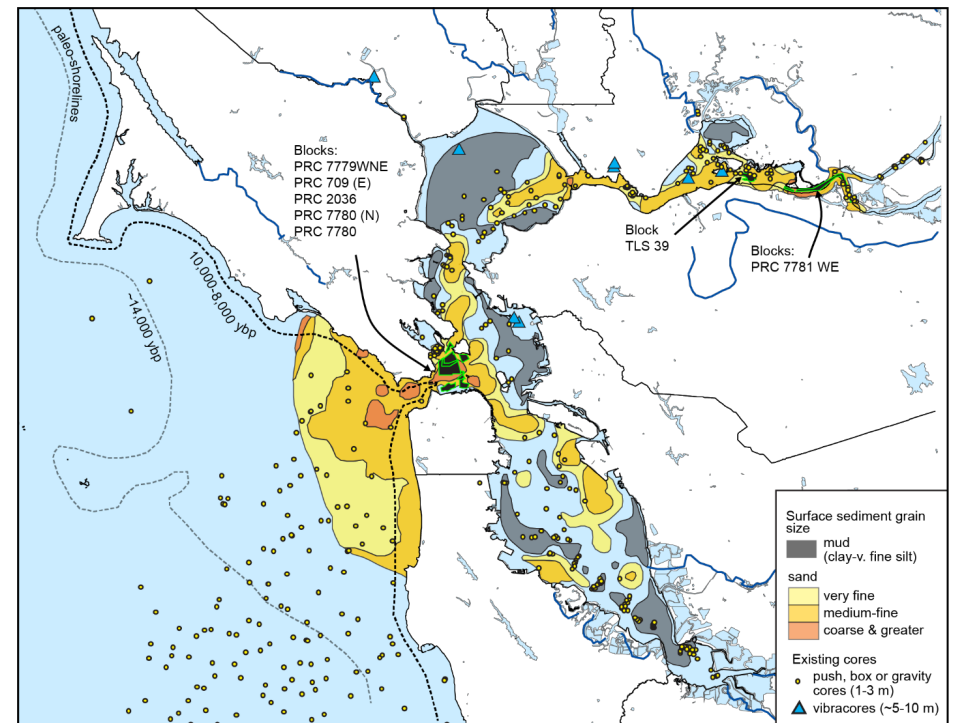 paleo-shorelines
Blocks:
PRC 7779WNE
PRC 709 (E)
PRC 2036
PRC 7780 (N)
PRC 7780
Block
TLS 39
Blocks:
PRC 7781 WE
10,000-8,000 ybp
~14,000 ybp
Surface sediment grain
size
mud
(clay-v. fine silt)
sand
very fine
medium-fine
coarse & greater
Existing cores
push, box or gravity
cores (1-3 m)
vibracores (~5-10 m)